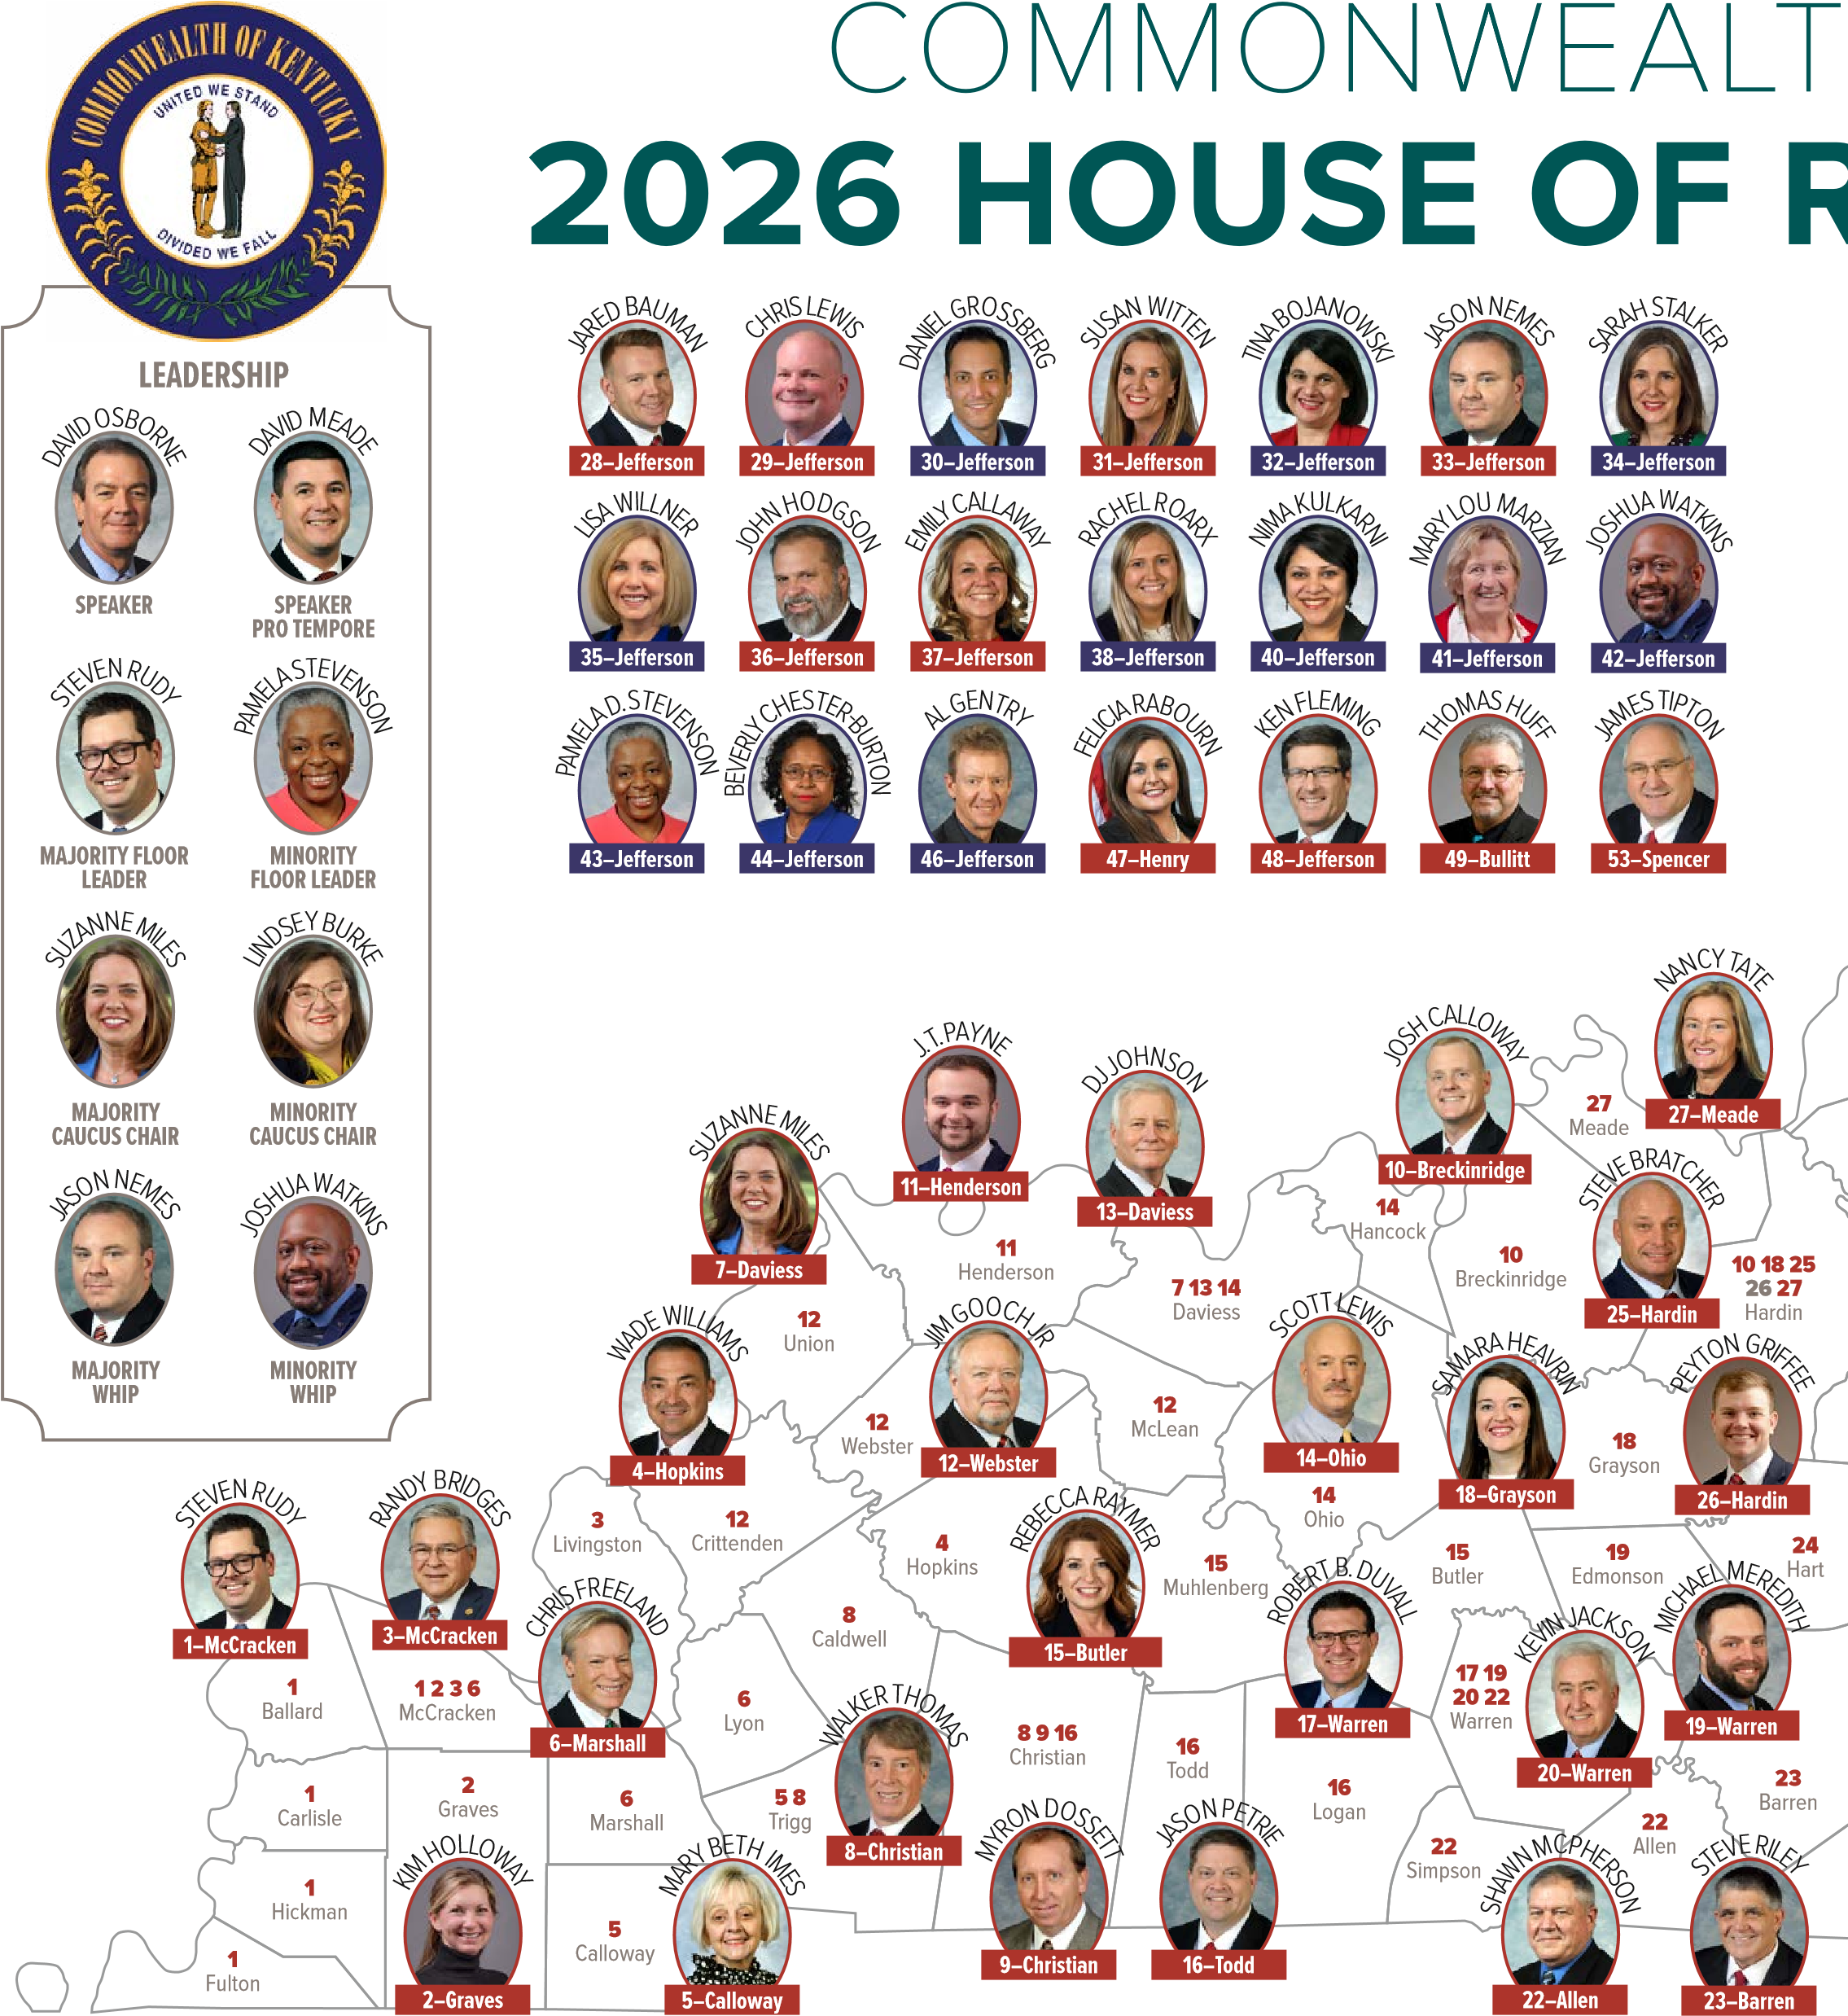 COMMONWEALTH OF KENTUCKY
UNITED WE STAND
DIVIDED WE FALL
COMMONWEALT
2026 HOUSE OF R
LEADERSHIP
DAVID OSBORNE
SPEAKER
DAVID MEADE
SPEAKER
PRO TEMPORE
STEVEN RUDY
MAJORITY FLOOR
LEADER
PAMELA STEVENSON
MINORITY
FLOOR LEADER
SUZANNE MILES
MAJORITY
CAUCUS CHAIR
LINDSEY BURKE
MINORITY
CAUCUS CHAIR
JASON NEMES
MAJORITY
WHIP
JOSHUA WATKINS
MINORITY
WHIP
JARED BAUMAN
28–Jefferson
CHRIS LEWIS
29–Jefferson
DANIEL GROSSBERG
30–Jefferson
SUSAN WITTEN
31–Jefferson
TINA BOJANOWSKI
32–Jefferson
JASON NEMES
33–Jefferson
SARAH STALKER
34–Jefferson
LISA WILLNER
35–Jefferson
JOHN HODGSON
36–Jefferson
EMILY CALLAWAY
37–Jefferson
RACHEL ROARX
38–Jefferson
NIMA KULKARNI
40–Jefferson
MARY LOU MARZIAN
41–Jefferson
JOSHUA WATKINS
42–Jefferson
PAMELA D. STEVENSON
43–Jefferson
BEVERLY CHESTER-BURTON
44–Jefferson
AL GENTRY
46–Jefferson
FELICIA RABOURN
47–Henry
KEN FLEMING
48–Jefferson
THOMAS HUFF
49–Bullitt
JAMES TIPTON
53–Spencer
NANCY TATE
27–Meade
JOSH CALLOWAY
10–Breckinridge
27
Meade
J.T. PAYNE
11–Henderson
DJ JOHNSON
13–Daviess
SUZANNE MILES
7–Daviess
STEVE BRATCHER
25–Hardin
14
Hancock
11
Henderson
10
Breckinridge
10 18 25
26 27
Hardin
7 13 14
Daviess
12
Union
WADE WILLIAMS
4–Hopkins
JIM GOOCH JR
12–Webster
SCOTT LEWIS
14–Ohio
SAMARA HEAVRIN
18–Grayson
PEYTON GRIFFEE
26–Hardin
12
Webster
12
McLean
18
Grayson
STEVEN RUDY
1–McCracken
RANDY BRIDGES
3–McCracken
3
Livingston
12
Crittenden
4
Hopkins
REBECCA RAYMER
15–Butler
14
Ohio
15
Muhlenberg
15
Butler
19
Edmonson
24
Hart
CHRIS FREELAND
6–Marshall
8
Caldwell
ROBERT B. DUVALL
17–Warren
KEVIN JACKSON
20–Warren
MICHAEL MEREDITH
19–Warren
1
Ballard
1 2 3 6
McCracken
6
Lyon
WALKER THOMAS
8–Christian
8 9 16
Christian
16
Todd
17 19
20 22
Warren
1
Carlisle
2
Graves
6
Marshall
5 8
Trigg
16
Logan
23
Barren
22
Allen
22
Simpson
1
Hickman
KIM HOLLOWAY
2–Graves
5
Calloway
MARY BETH IMES
5–Calloway
MYRON DOSSETT
9–Christian
JASON PETRIE
16–Todd
SHAWN MCPHERSON
22–Allen
STEVE RILEY
23–Barren
1
Fulton